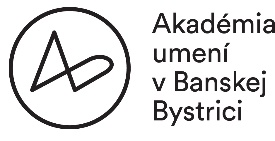 Akadémia
umení
v Banskej
Bystrici